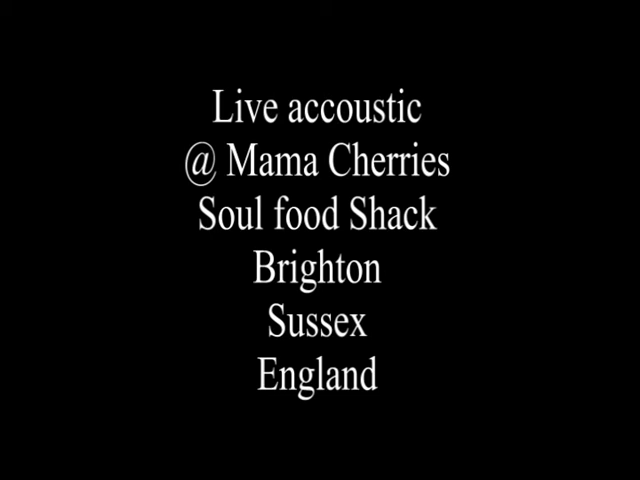 Live accoustic
@ Mama Cherries
Soul food Shack
Brighton
Sussex
England